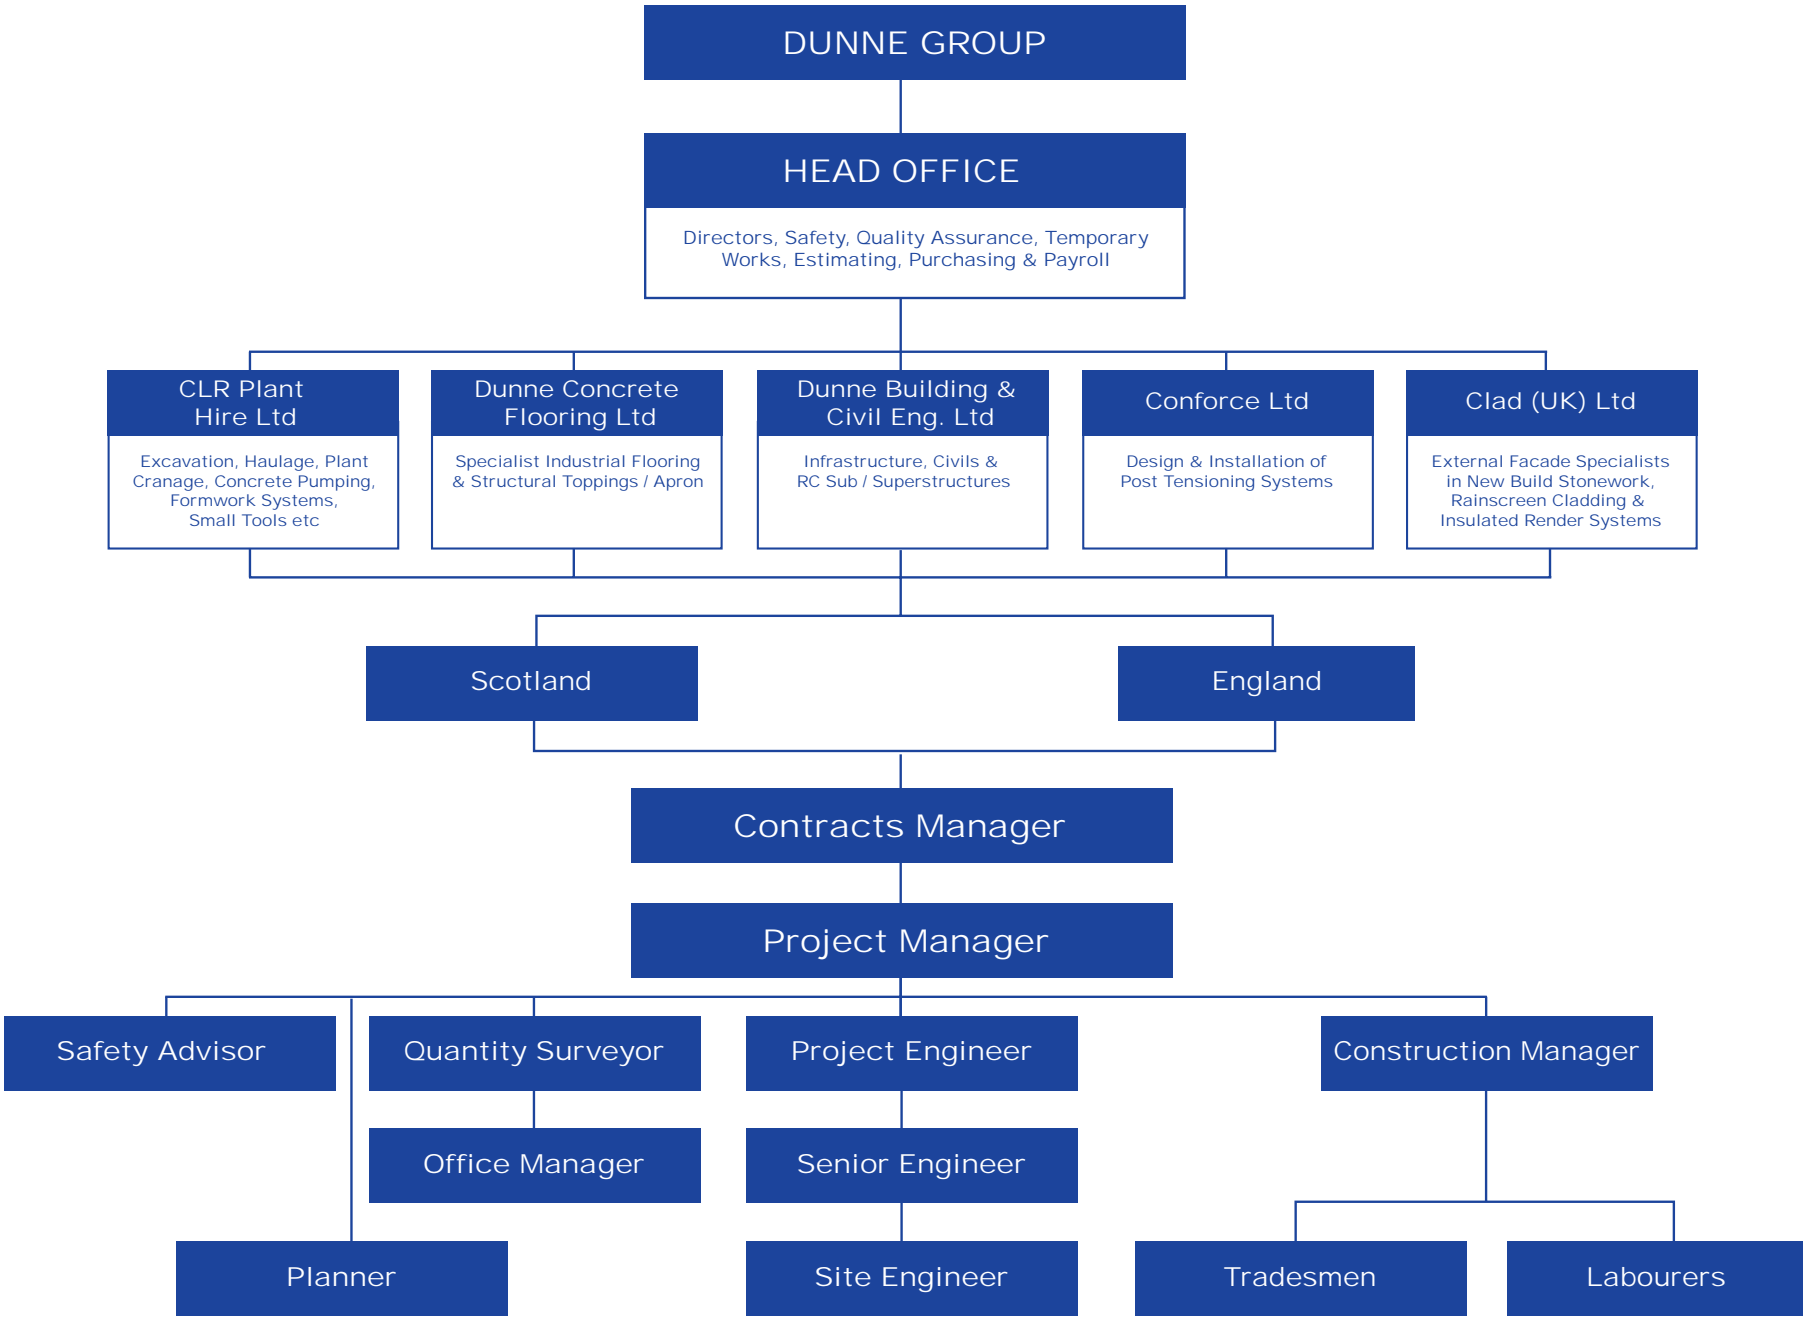 DUNNE GROUP
HEAD OFFICE
Directors, Safety, Quality Assurance, Temporary
Works, Estimating, Purchasing & Payroll
CLR Plant
Hire Ltd
Excavation, Haulage, Plant
Cranage, Concrete Pumping,
Formwork Systems,
Small Tools etc
Dunne Concrete
Flooring Ltd
Specialist Industrial Flooring
& Structural Toppings / Apron
Dunne Building &
Civil Eng. Ltd
Infrastructure, Civils &
RC Sub / Superstructures
Conforce Ltd
Design & Installation of
Post Tensioning Systems
Clad (UK) Ltd
External Facade Specialists
in New Build Stonework,
Rainscreen Cladding &
Insulated Render Systems
Scotland
England
Contracts Manager
Project Manager
Safety Advisor
Quantity Surveyor
Project Engineer
Construction Manager
Office Manager
Senior Engineer
Planner
Site Engineer
Tradesmen
Labourers